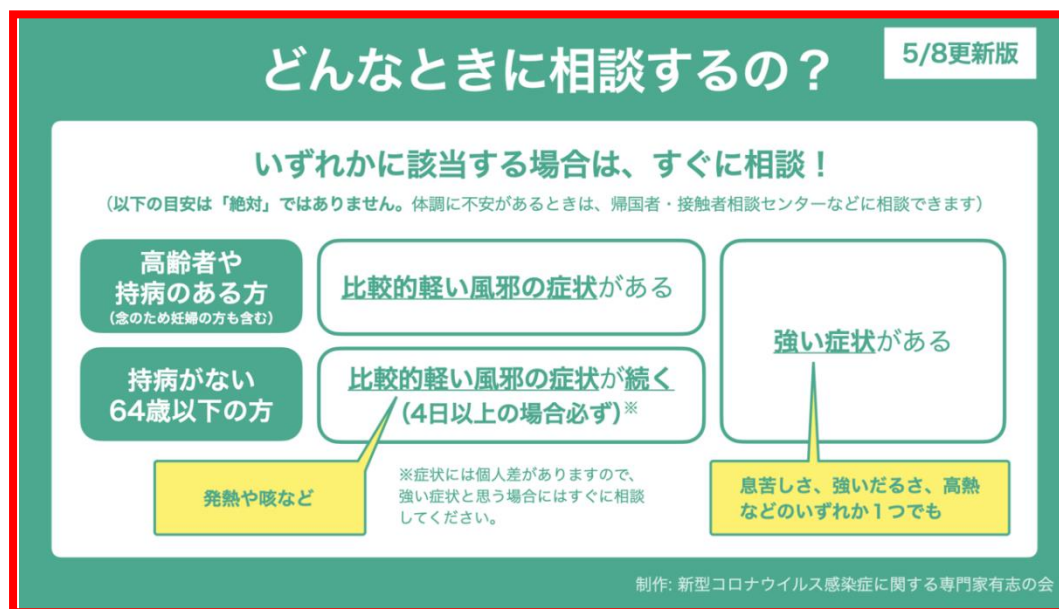 どんなときに相談するの？
5/8更新版
いずれかに該当する場合は、すぐに相談！
（以下の目安は「絶対」ではありません。体調に不安があるときは、帰国者・接触者相談センターなどに相談できます）
高齢者や
持病のある方
（念のため妊婦の方も含む）
比較的軽い風邪の症状がある
強い症状がある
持病がない
64歳以下の方
比較的軽い風邪の症状が続く
（4日以上の場合必ず）※
発熱や咳など
※症状には個人差がありますので、
強い症状と思う場合にはすぐに相談
してください。
息苦しさ、強いだるさ、高熱
などのいずれか１つでも
制作: 新型コロナウイルス感染症に関する専門家有志の会